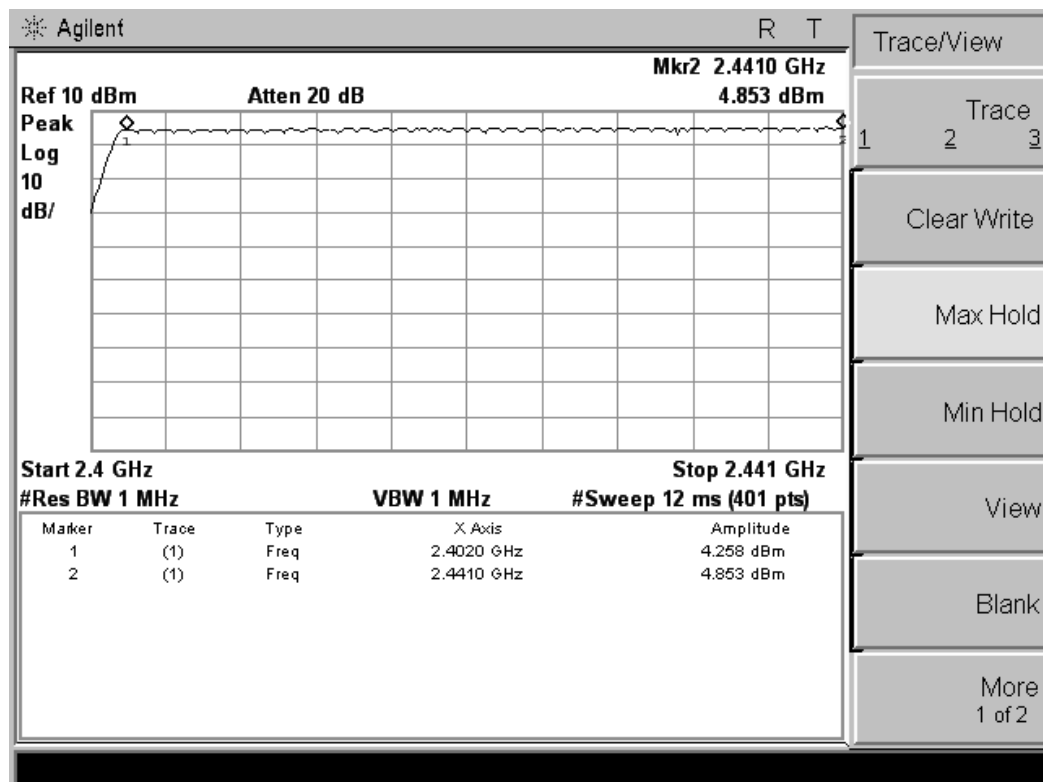 Agilent R T
Mkr2 2.4410 GHz
Ref 10 dBm Atten 20 dB 4.853 dBm
Peak
Log
10
dB/
1
2
Start 2.4 GHz Stop 2.441 GHz
#Res BW 1 MHz VBW 1 MHz #Sweep 12 ms (401 pts)
Marker Trace Type X Axis Amplitude
1 (1) Freq 2.4020 GHz 4.258 dBm
2 (1) Freq 2.4410 GHz 4.853 dBm
Trace/View
Trace
1 2 3
Clear Write
Max Hold
Min Hold
View
Blank
More
1 of 2